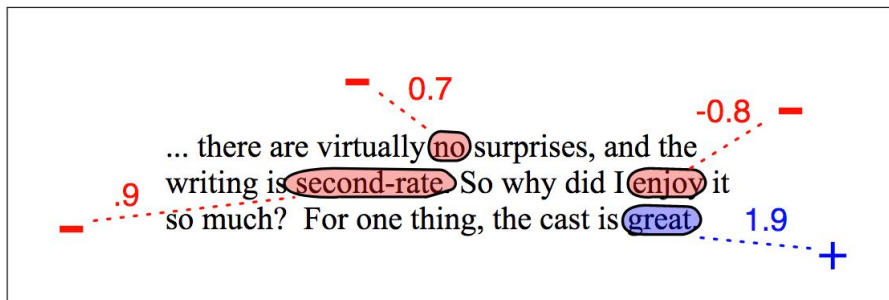 −
0.7
-0.8 −
... there are virtually no surprises, and the
writing is second-rate. So why did I enjoy it
.9
so much?  For one thing, the cast is great.
1.9
−
+